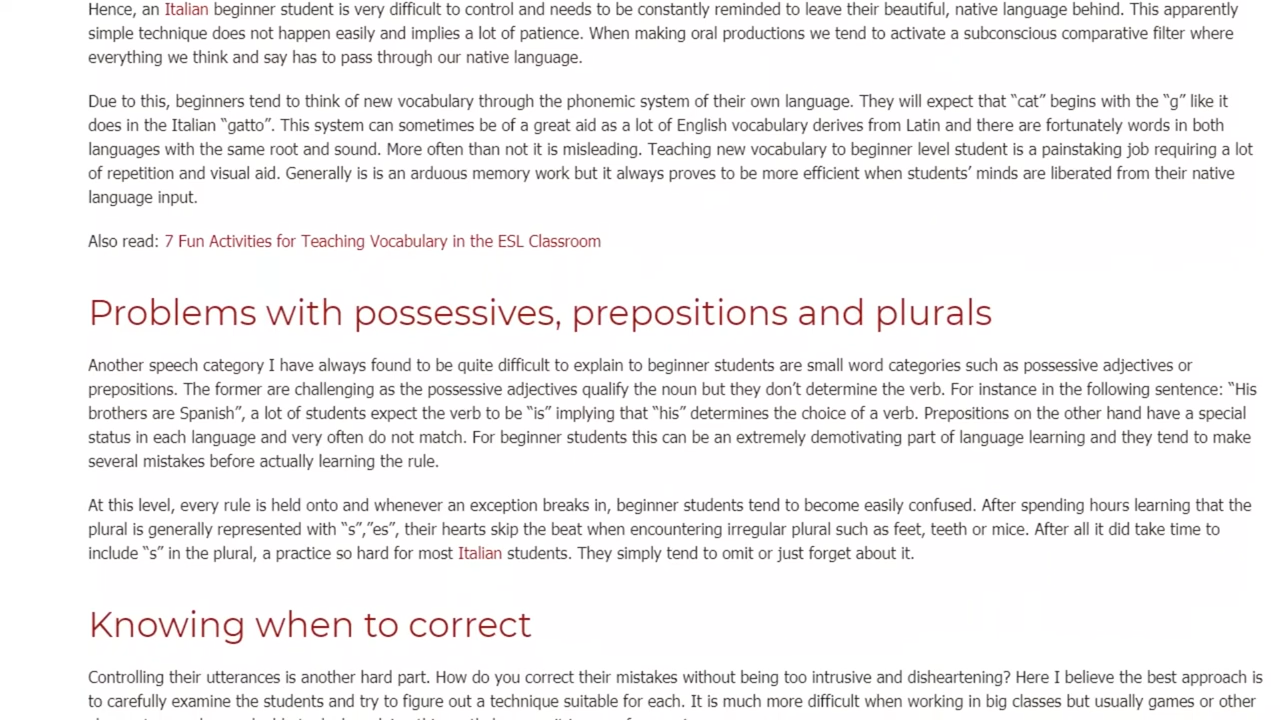 Hence, an Italian beginner student is very difficult to control and needs to be constantly reminded to leave their beautiful, native language behind. This apparently
simple technique does not happen easily and implies a lot of patience. When making oral productions we tend to activate a subconscious comparative filter where
everything we think and say has to pass through our native language.
Due to this, beginners tend to think of new vocabulary through the phonemic system of their own language. They will expect that “cat” begins with the “g” like it
does in the Italian “gatto”. This system can sometimes be of a great aid as a lot of English vocabulary derives from Latin and there are fortunately words in both
languages with the same root and sound. More often than not it is misleading. Teaching new vocabulary to beginner level student is a painstaking job requiring a lot
of repetition and visual aid. Generally is is an arduous memory work but it always proves to be more efficient when students’ minds are liberated from their native
language input.
Also read: 7 Fun Activities for Teaching Vocabulary in the ESL Classroom
Problems with possessives, prepositions and plurals
Another speech category I have always found to be quite difficult to explain to beginner students are small word categories such as possessive adjectives or
prepositions. The former are challenging as the possessive adjectives qualify the noun but they don’t determine the verb. For instance in the following sentence: “His
brothers are Spanish”, a lot of students expect the verb to be “is” implying that “his” determines the choice of a verb. Prepositions on the other hand have a special
status in each language and very often do not match. For beginner students this can be an extremely demotivating part of language learning and they tend to make
several mistakes before actually learning the rule.
At this level, every rule is held onto and whenever an exception breaks in, beginner students tend to become easily confused. After spending hours learning that the
plural is generally represented with “s”,”es”, their hearts skip the beat when encountering irregular plural such as feet, teeth or mice. After all it did take time to
include “s” in the plural, a practice so hard for most Italian students. They simply tend to omit or just forget about it.
Knowing when to correct
Controlling their utterances is another hard part. How do you correct their mistakes without being too intrusive and disheartening? Here I believe the best approach is
to carefully examine the students and try to figure out a technique suitable for each. It is much more difficult when working in big classes but usually games or other